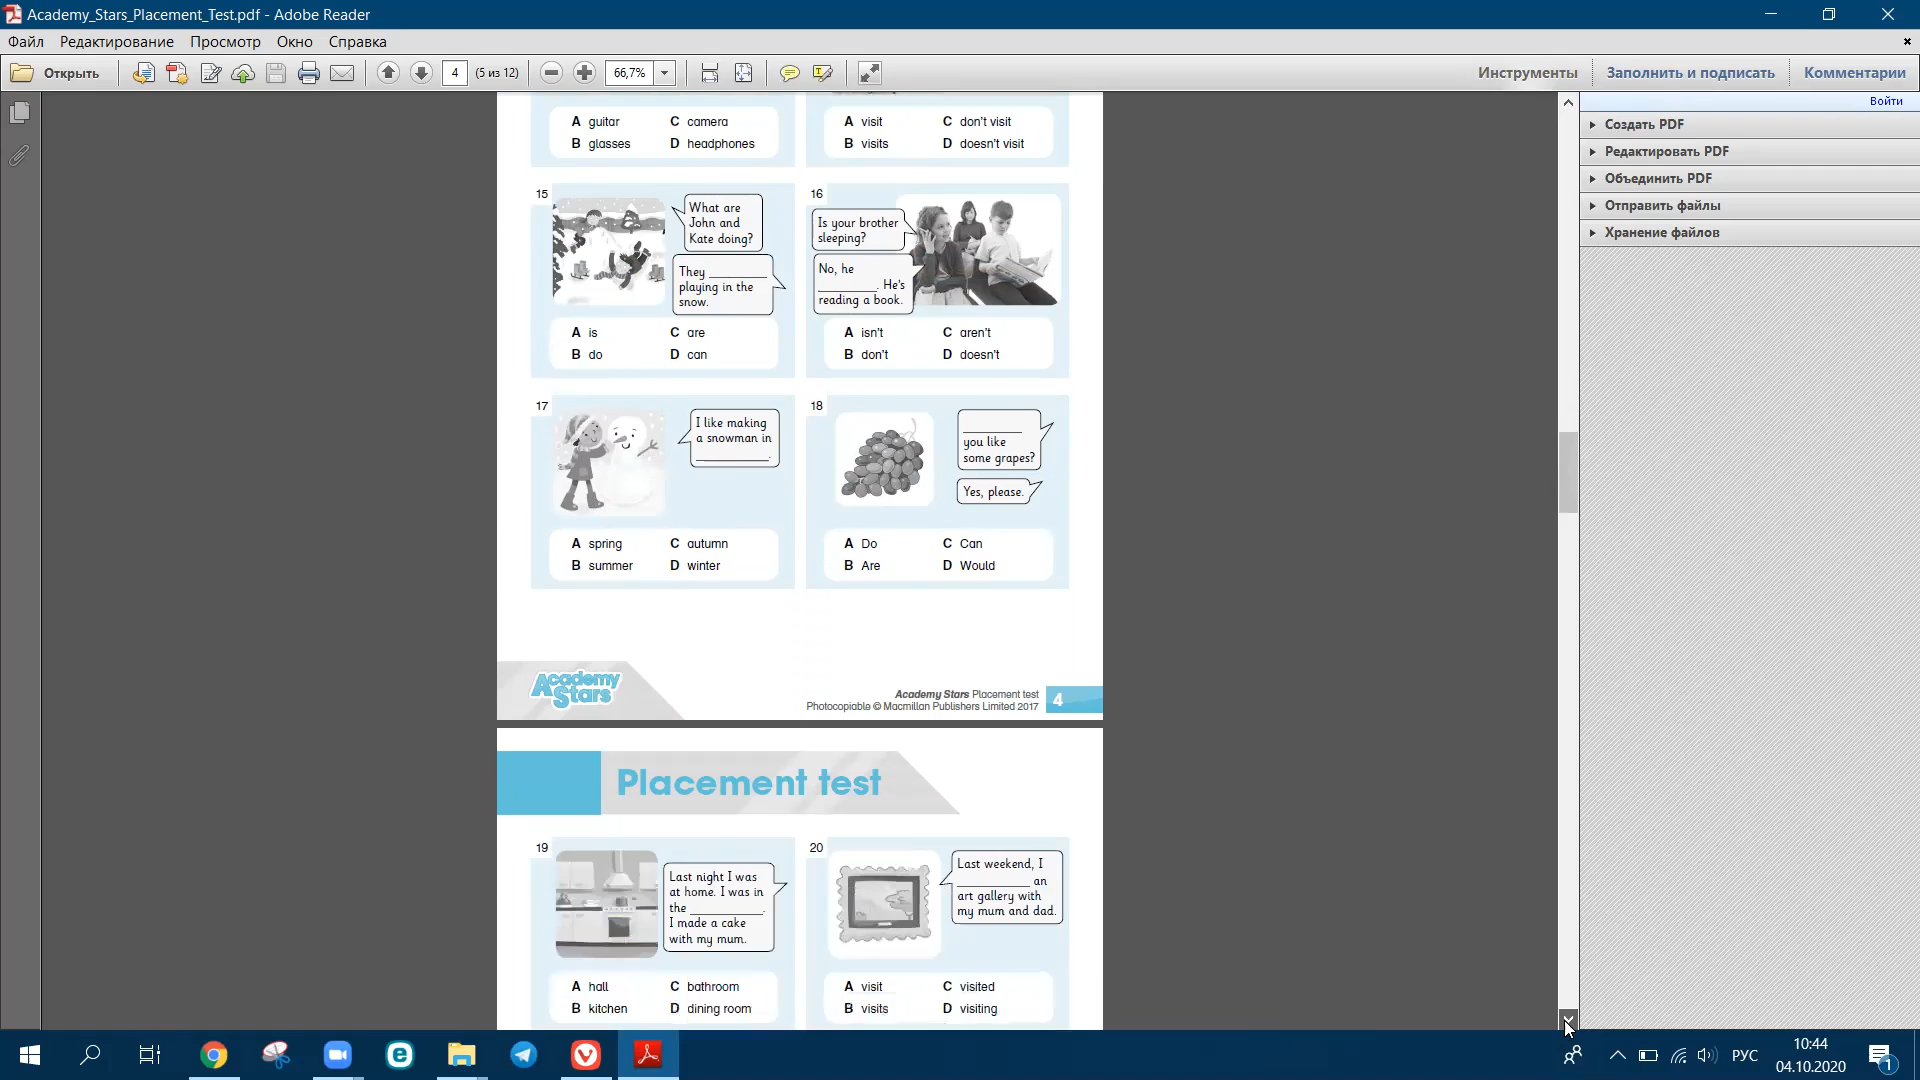 Academy_Stars_Placement_Test.pdf - Adobe Reader
Файл Редактирование Просмотр Окно Справка
Открыть 4 (5 из 12) 66,7% Инструменты Заполнить и подписать Комментарии
Войти
Создать PDF
Редактировать PDF
Объединить PDF
Отправить файлы
Хранение файлов
A guitar C camera
B glasses D headphones
A visit C don't visit
B visits D doesn't visit
15
What are
John and
Kate doing?
They _________
playing in the
snow.
A is C are
B do D can
16
Is your brother
sleeping?
No, he
_________. He's
reading a book.
A isn't C aren't
B don't D doesn't
17
I like making
a snowman in
___________.
A spring C autumn
B summer D winter
18
_________
you like
some grapes?
Yes, please.
A Do C Can
B Are D Would
Academy
Stars
Academy Stars Placement test
Photocopiable © Macmillan Publishers Limited 2017
4
Placement test
19
Last night I was
at home. I was in
the ___________.
I made a cake
with my mum.
A hall C bathroom
B kitchen D dining room
20
Last weekend, I
___________ an
art gallery with
my mum and dad.
A visit C visited
B visits D visiting
РУС
10:44
04.10.2020
1